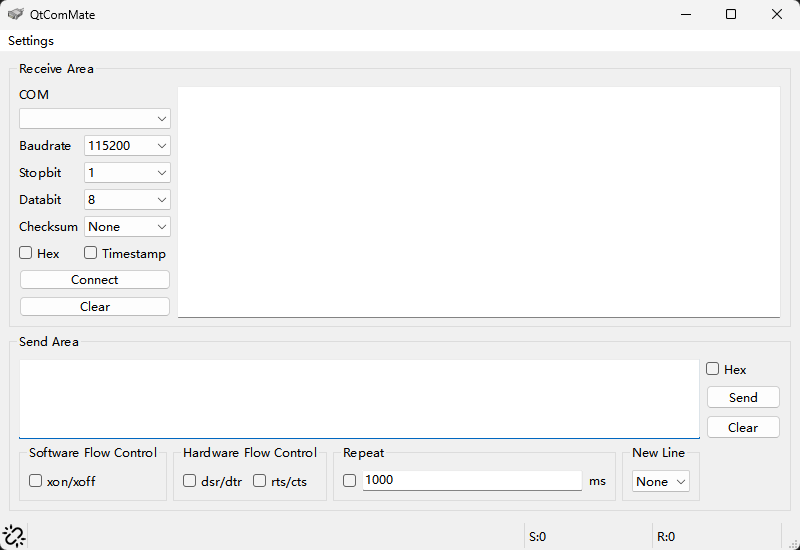 QtComMate
Settings
Receive Area
COM
Baudrate 115200
Stopbit 1
Databit 8
Checksum None
Hex Timestamp
Connect
Clear
Send Area
Hex
Send
Clear
Software Flow Control Hardware Flow Control Repeat New Line
xon/xoff dsr/dtr rts/cts 1000 ms None
S:0 R:0